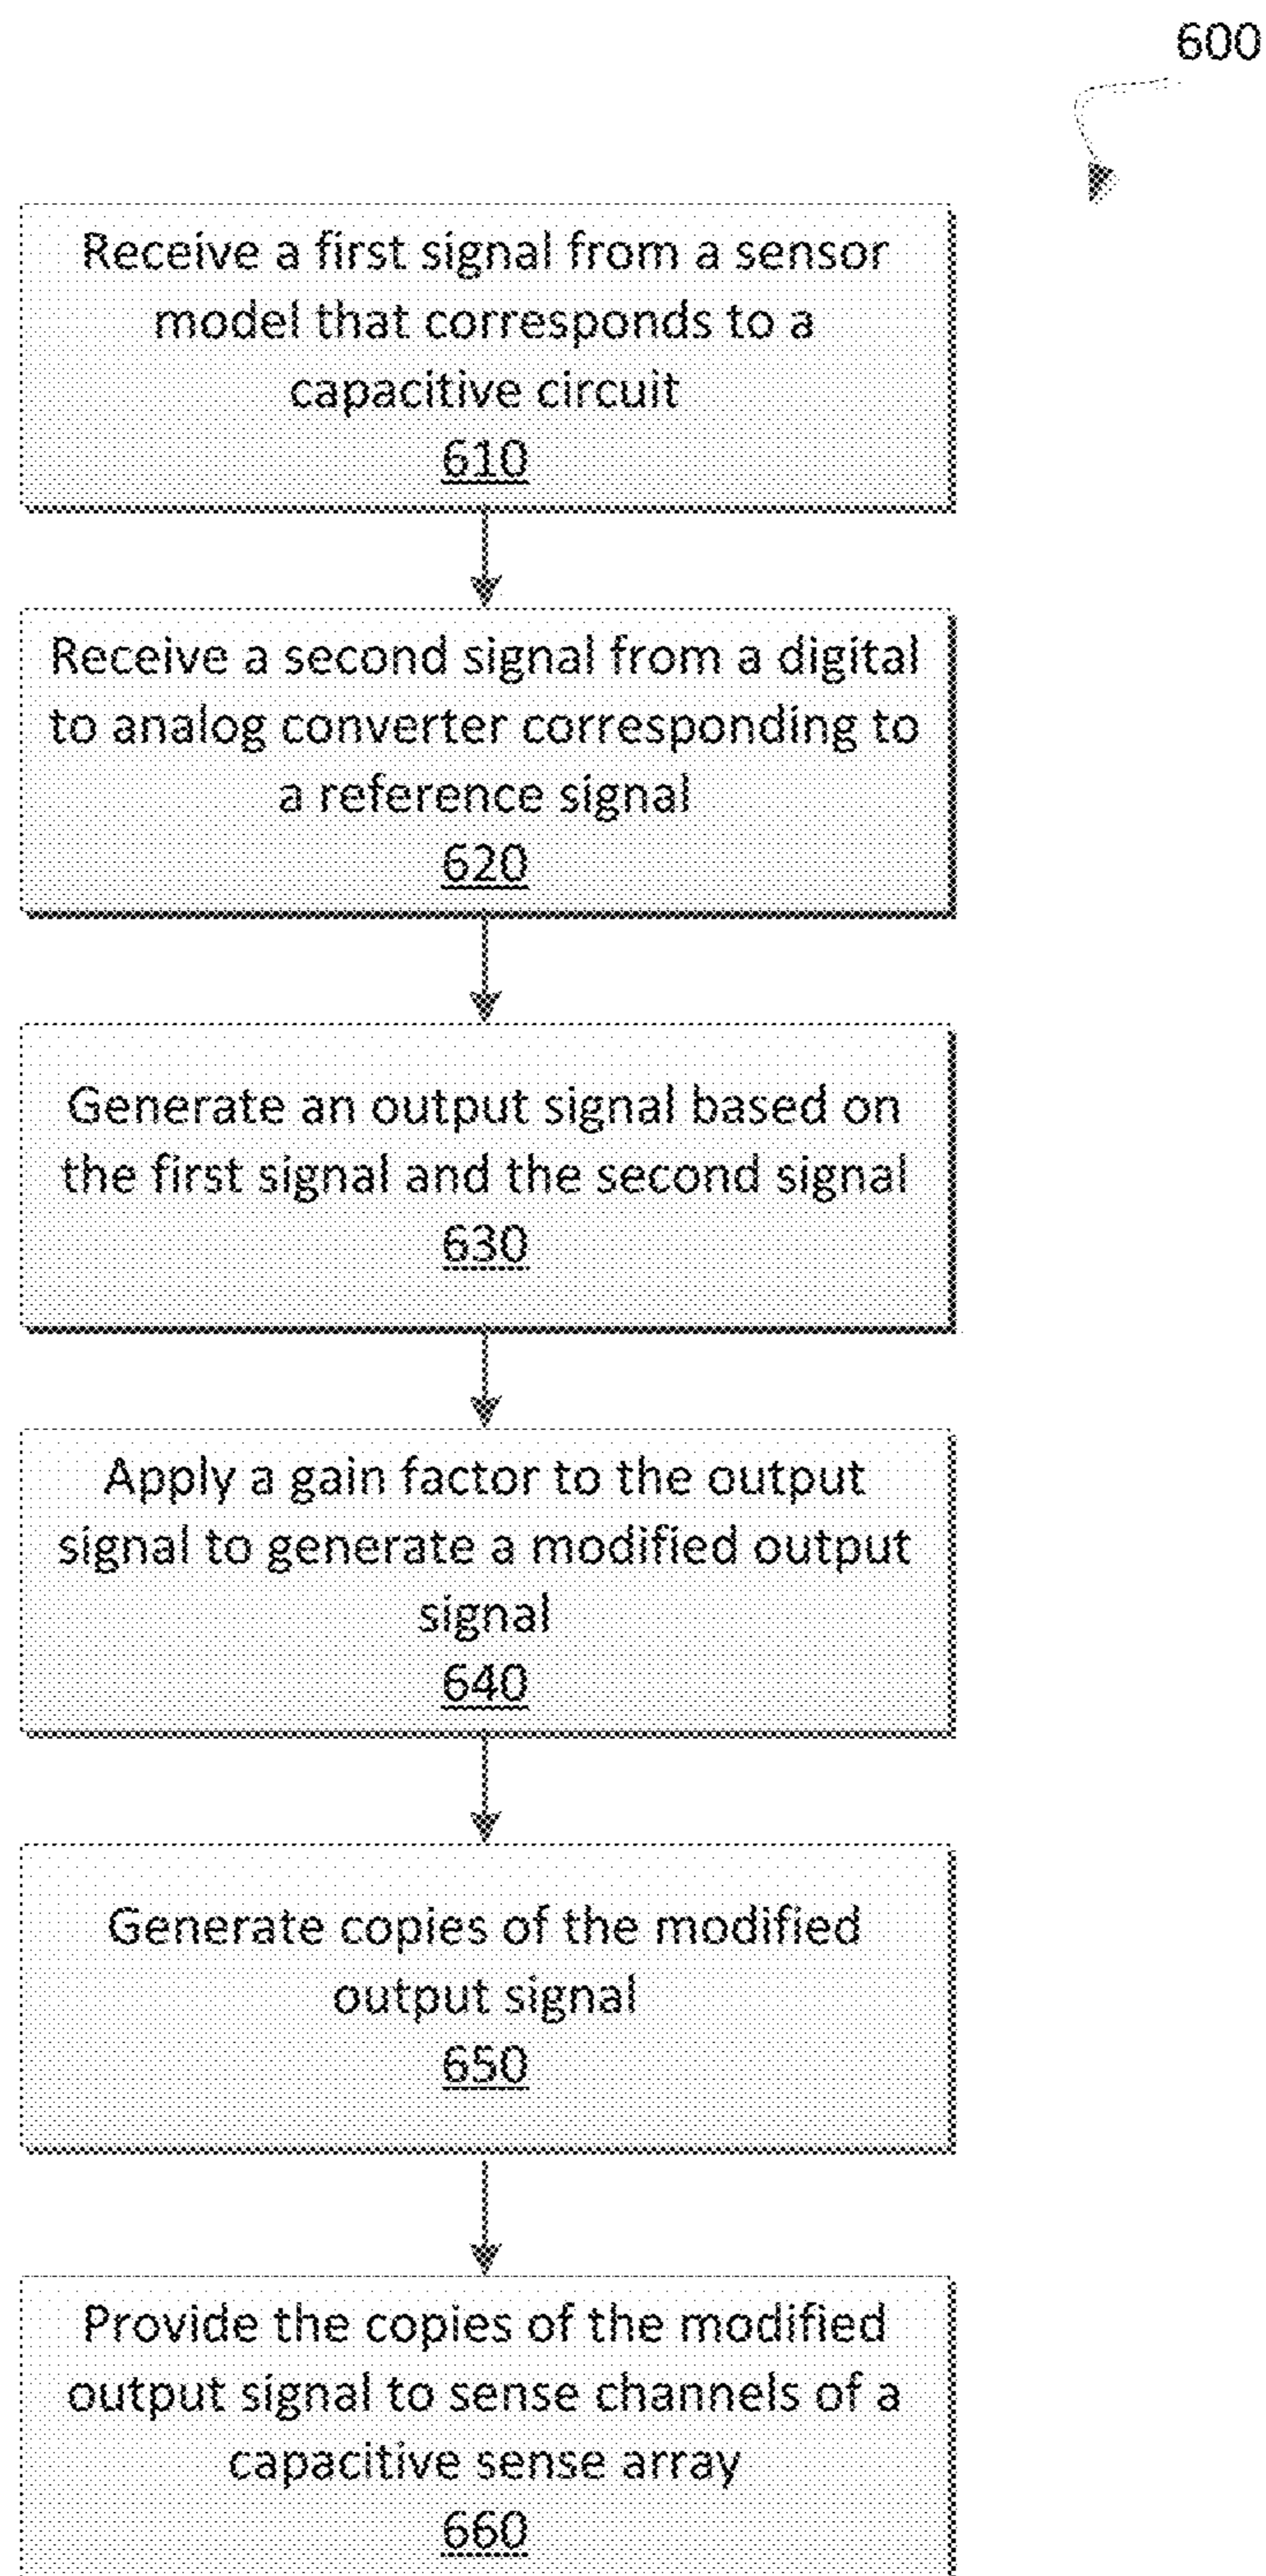 600
Receive a first signal from a sensor
model that corresponds to a
capacitive circuit
610
Receive a second signal from a digital
to analog converter corresponding to
a reference signal
620
Generate an output signal based on
the first signal and the second signal
630
Apply a gain factor to the output
signal to generate a modified output
signal
640
Generate copies of the modified
output signal
650
Provide the copies of the modified
output signal to sense channels of a
capacitive sense array
660